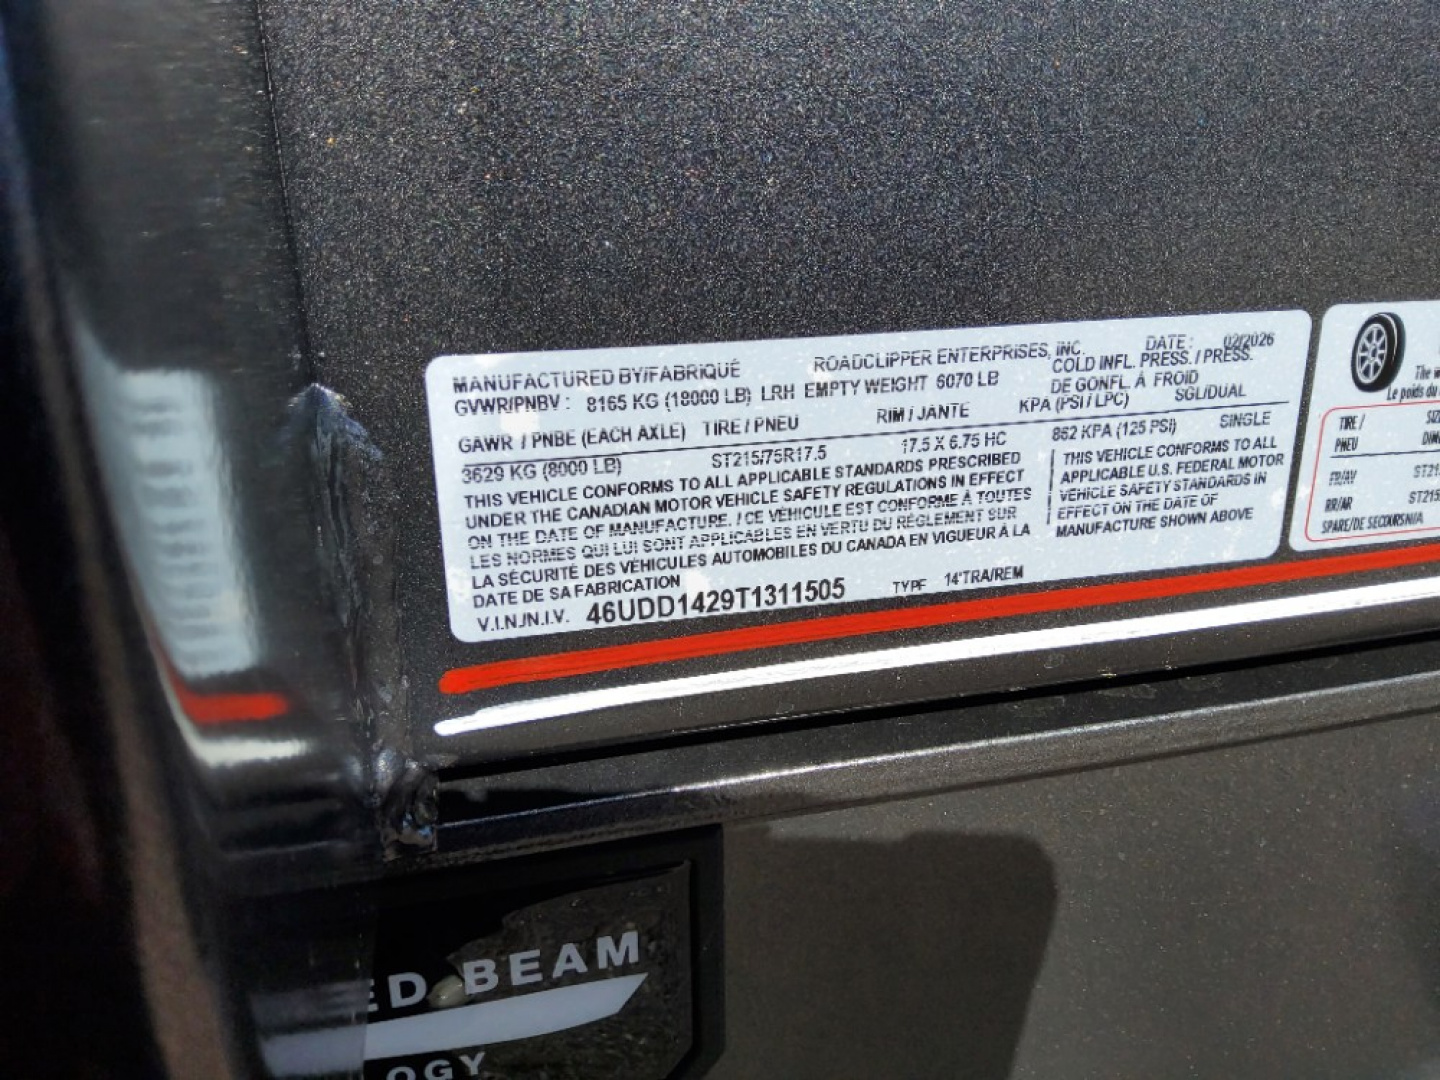 MANUFACTURED BY/FABRIQUÉ ROADCLIPPER ENTERPRISES, INC. DATE : 02/2026
GVWR/PNBV : 8165 KG (18000 LB) LRH EMPTY WEIGHT 6070 LB COLD INFL. PRESS. / PRESS.
DE GONFL. À FROID
GAWR / PNBE (EACH AXLE) TIRE / PNEU RIM / JANTE KPA (PSI / LPC) SGL/DUAL
3629 KG (8000 LB) ST215/75R17.5 17.5 X 6.75 HC 862 KPA (125 PSI) SINGLE
THIS VEHICLE CONFORMS TO ALL APPLICABLE STANDARDS PRESCRIBED
UNDER THE CANADIAN MOTOR VEHICLE SAFETY REGULATIONS IN EFFECT
ON THE DATE OF MANUFACTURE. / CE VÉHICULE EST CONFORME À TOUTES
LES NORMES QUI LUI SONT APPLICABLES EN VERTU DU RÉGLEMENT SUR
LA SÉCURITÉ DES VÉHICULES AUTOMOBILES DU CANADA EN VIGUEUR À LA
DATE DE SA FABRICATION
THIS VEHICLE CONFORMS TO ALL
APPLICABLE U.S. FEDERAL MOTOR
VEHICLE SAFETY STANDARDS IN
EFFECT ON THE DATE OF
MANUFACTURE SHOWN ABOVE
V.I.N./N.I.V. 46UDD1429T1311505 TYPE 14'TRA/REM
The
Le poids du
TIRE /
PNEU
FR/AV ST215
RR/AR ST215
SPARE/DE SECOURS N/A
ED BEAM
OGY